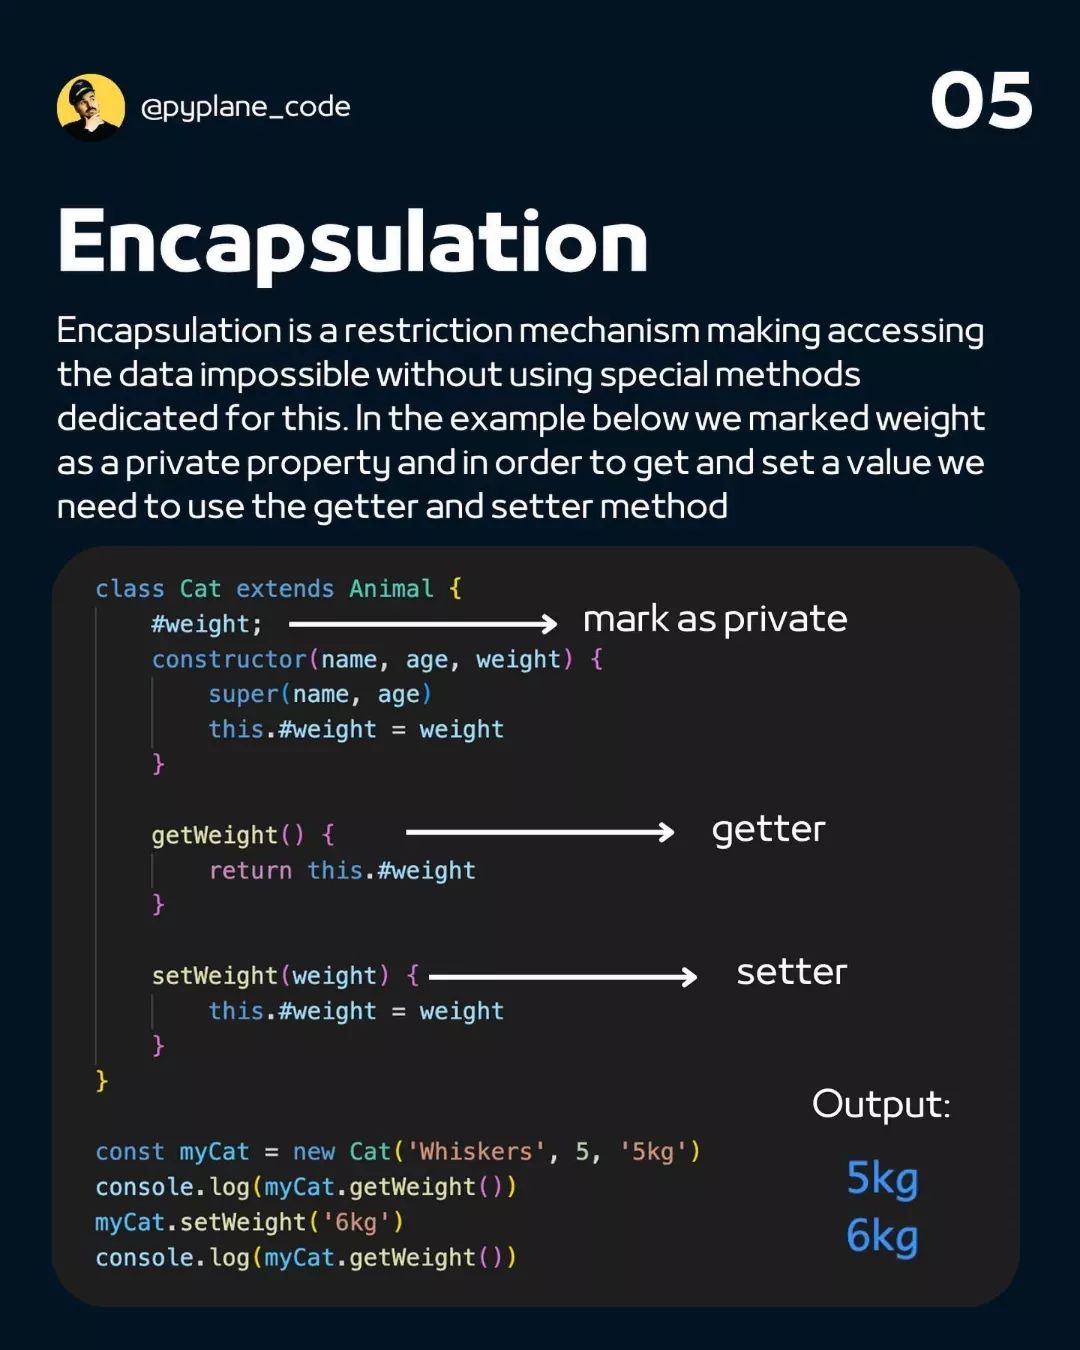 @pyplane_code
05
Encapsulation
Encapsulation is a restriction mechanism making accessing
the data impossible without using special methods
dedicated for this. In the example below we marked weight
as a private property and in order to get and set a value we
need to use the getter and setter method
class Cat extends Animal {
#weight;
mark as private
constructor(name, age, weight) {
super(name, age)
this.#weight = weight
}
getWeight() {
getter
return this.#weight
}
setWeight(weight) {
setter
this.#weight = weight
}
}
const myCat = new Cat('Whiskers', 5, '5kg')
console.log(myCat.getWeight())
myCat.setWeight('6kg')
console.log(myCat.getWeight())
Output:
5kg
6kg